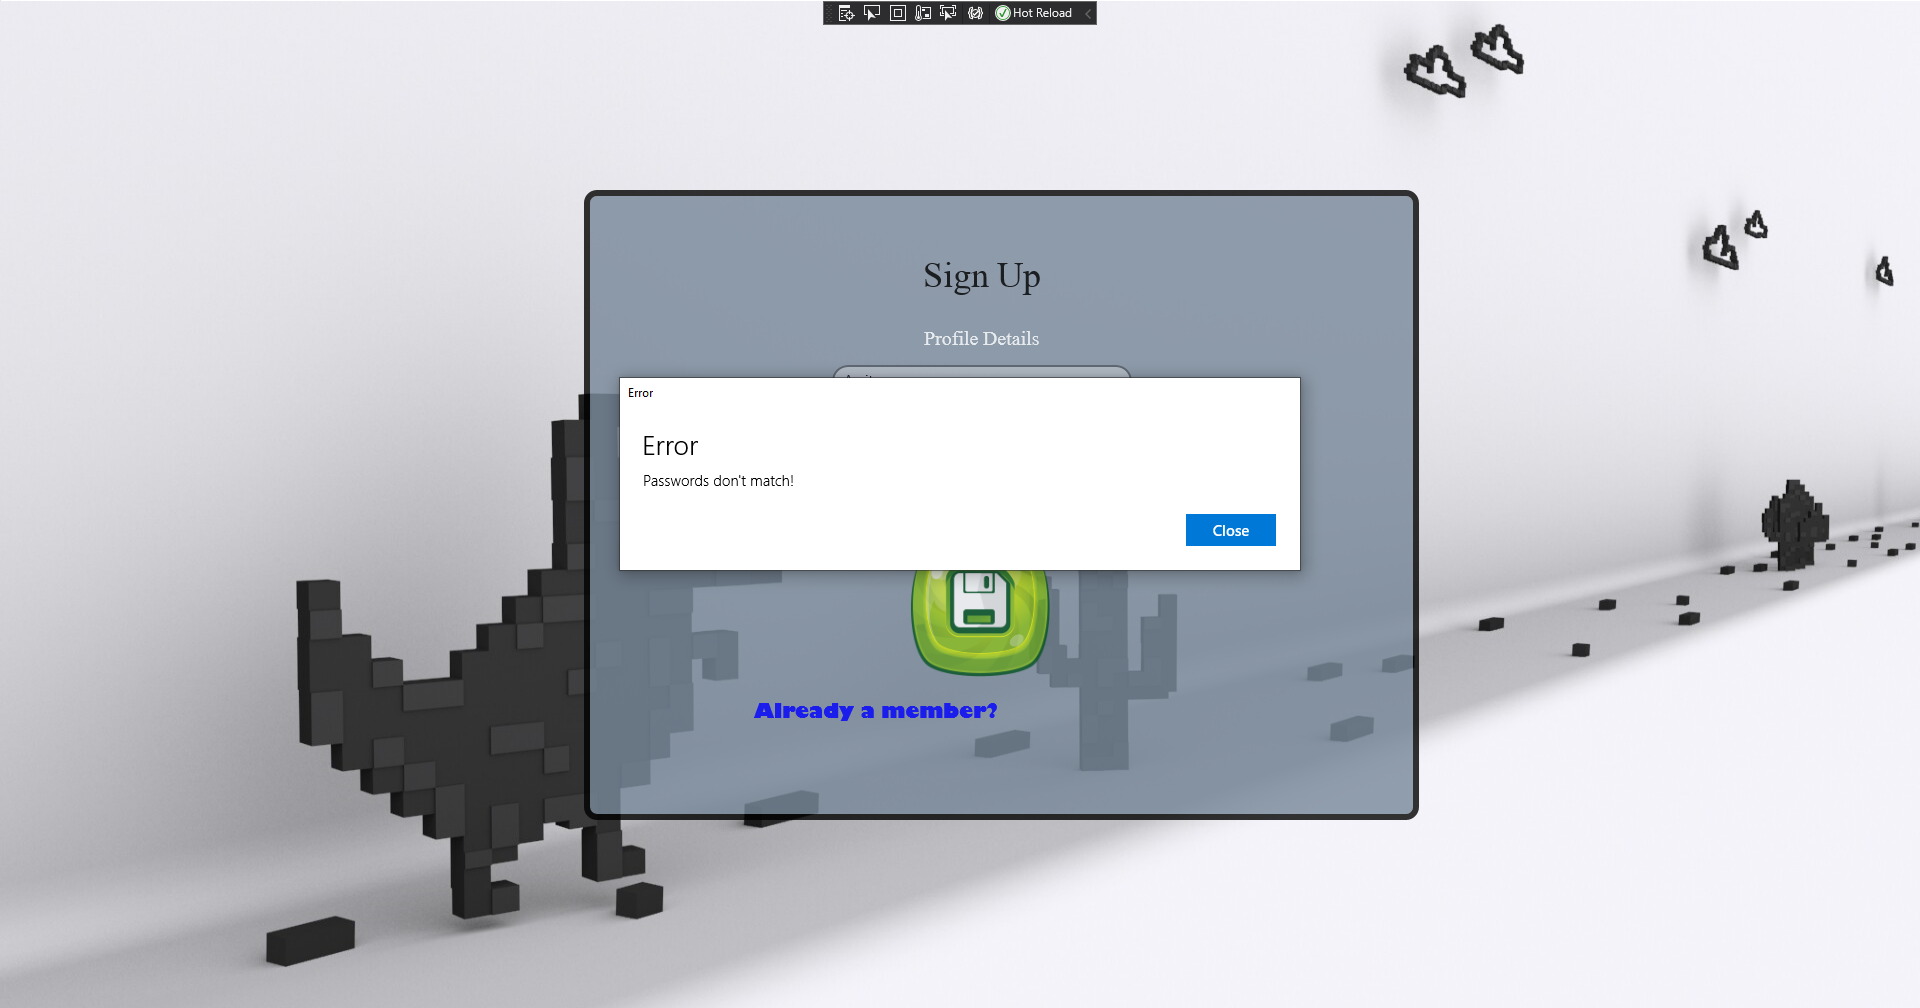 Hot Reload
Sign Up
Profile Details
Error
Error
Passwords don't match!
Close
Already a member?